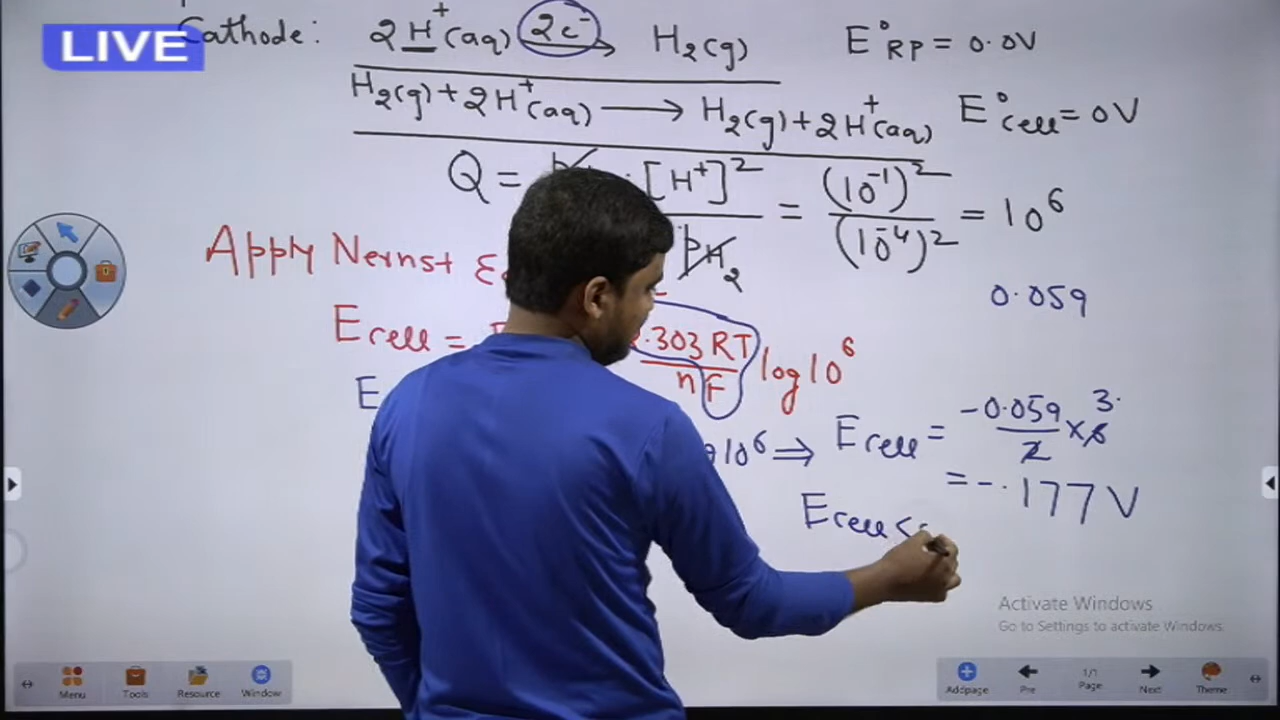 LIVE
Cathode: 2H⁺(aq) 2e⁻→ H₂(g) E°RP = 0.0V
H₂(g) + 2H⁺(aq) ⟶ H₂(g) + 2H⁺(aq) E°cell = 0V
Q = [H⁺]² / pH₂ = (10⁻¹)² / (10⁻⁴)² = 10⁶
Apply Nernst
0.059
Ecell = .303 RT / nF log10⁶
E
10⁶ ⇒ Ecell = -0.059/2 × 6 3.
= -.177 V
Ecell <
Activate Windows
Go to Settings to activate Windows.
Menu Tools Resource Window Addpage Pre 1/1 Page Next Theme